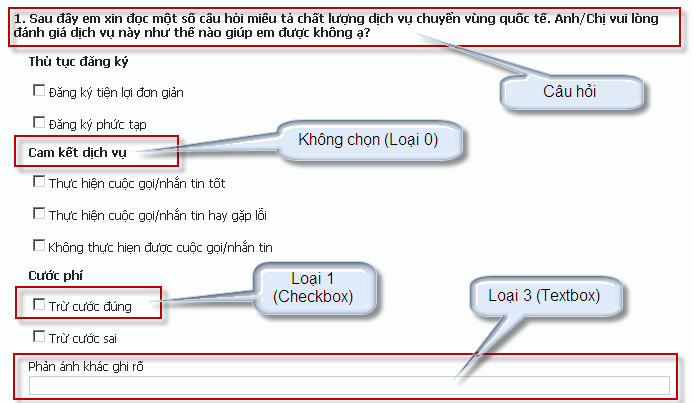 1. Sau đây em xin đọc một số câu hỏi miêu tả chất lượng dịch vụ chuyển vùng quốc tế. Anh/Chị vui lòng
đánh giá dịch vụ này như thế nào giúp em được không ạ?
Câu hỏi
Thủ tục đăng ký
Đăng ký tiện lợi đơn giản
Đăng ký phức tạp
Không chọn (Loại 0)
Cam kết dịch vụ
Thực hiện cuộc gọi/nhắn tin tốt
Thực hiện cuộc gọi/nhắn tin hay gặp lỗi
Không thực hiẹn được cuộc gọi/nhắn tin
Cước phí
Loại 1
(Checkbox)
Loại 3 (Textbox)
Trừ cước đúng
Trừ cước sai
Phản ánh khác ghi rõ